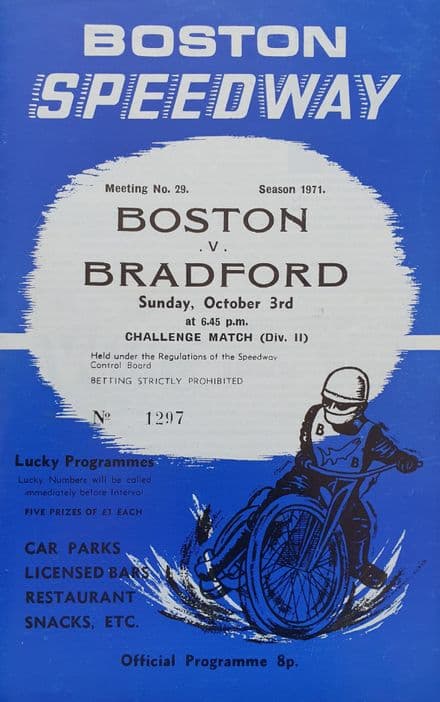 BOSTON
SPEEDWAY
Meeting No. 29. Season 1971.
BOSTON
. V .
BRADFORD
Sunday, October 3rd
at 6.45 p.m.
CHALLENGE MATCH (Div. II)
Held under the Regulations of the Speedway
Control Board
BETTING STRICTLY PROHIBITED
No 1297
Lucky Programmes
Lucky Numbers will be called
immediately before Interval
FIVE PRIZES OF £1 EACH
B
B B
CAR PARKS
LICENSED BARS
RESTAURANT
SNACKS, ETC.
Official Programme 8p.